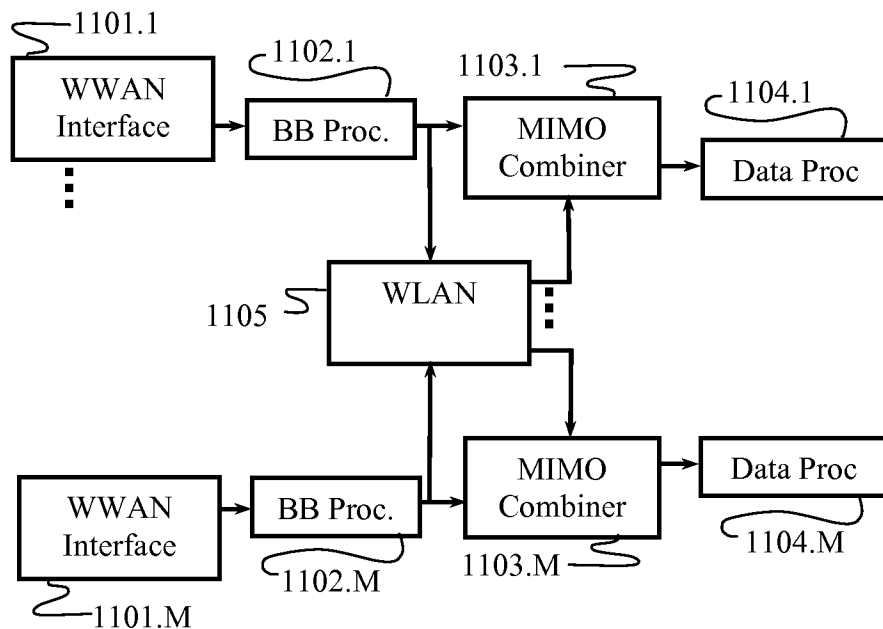 1101.1
1102.1
1103.1
1104.1
WWAN
Interface
BB Proc.
MIMO
Combiner
Data Proc
WLAN
1105
WWAN
Interface
BB Proc.
MIMO
Combiner
Data Proc
1101.M
1102.M
1103.M
1104.M